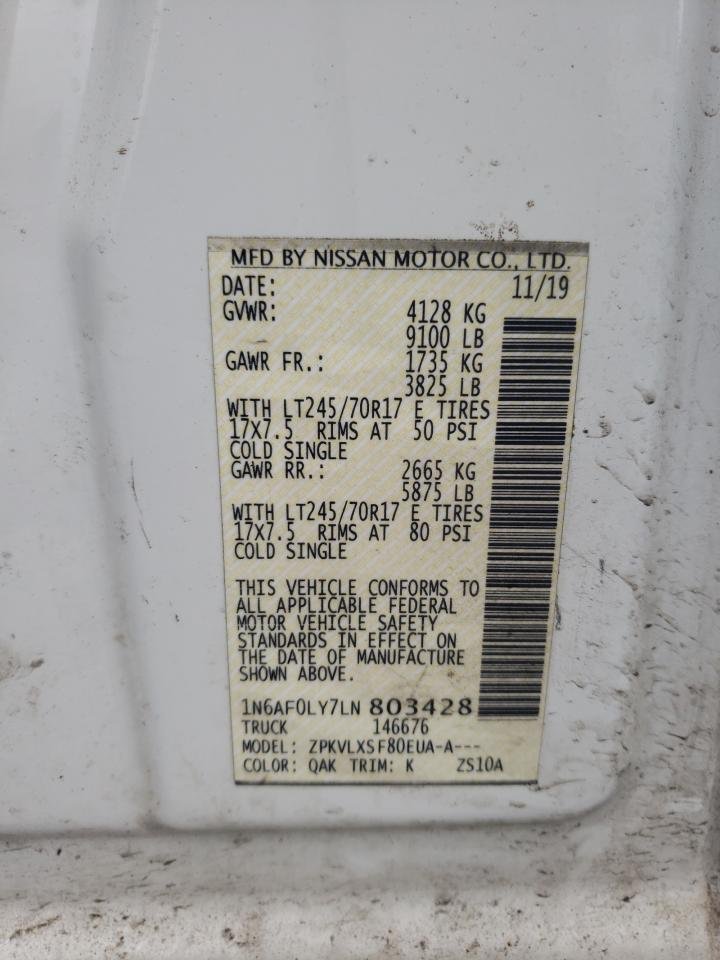 MFD BY NISSAN MOTOR CO., LTD.
DATE: 11/19
GVWR: 4128 KG
9100 LB
GAWR FR.: 1735 KG
3825 LB
WITH LT245/70R17 E TIRES
17X7.5 RIMS AT 50 PSI
COLD SINGLE
GAWR RR.: 2665 KG
5875 LB
WITH LT245/70R17 E TIRES
17X7.5 RIMS AT 80 PSI
COLD SINGLE
THIS VEHICLE CONFORMS TO
ALL APPLICABLE FEDERAL
MOTOR VEHICLE SAFETY
STANDARDS IN EFFECT ON
THE DATE OF MANUFACTURE
SHOWN ABOVE.
1N6AF0LY7LN 803428
TRUCK 146676
MODEL: ZPKVLXSF80EUA-A---
COLOR: QAK TRIM: K ZS10A